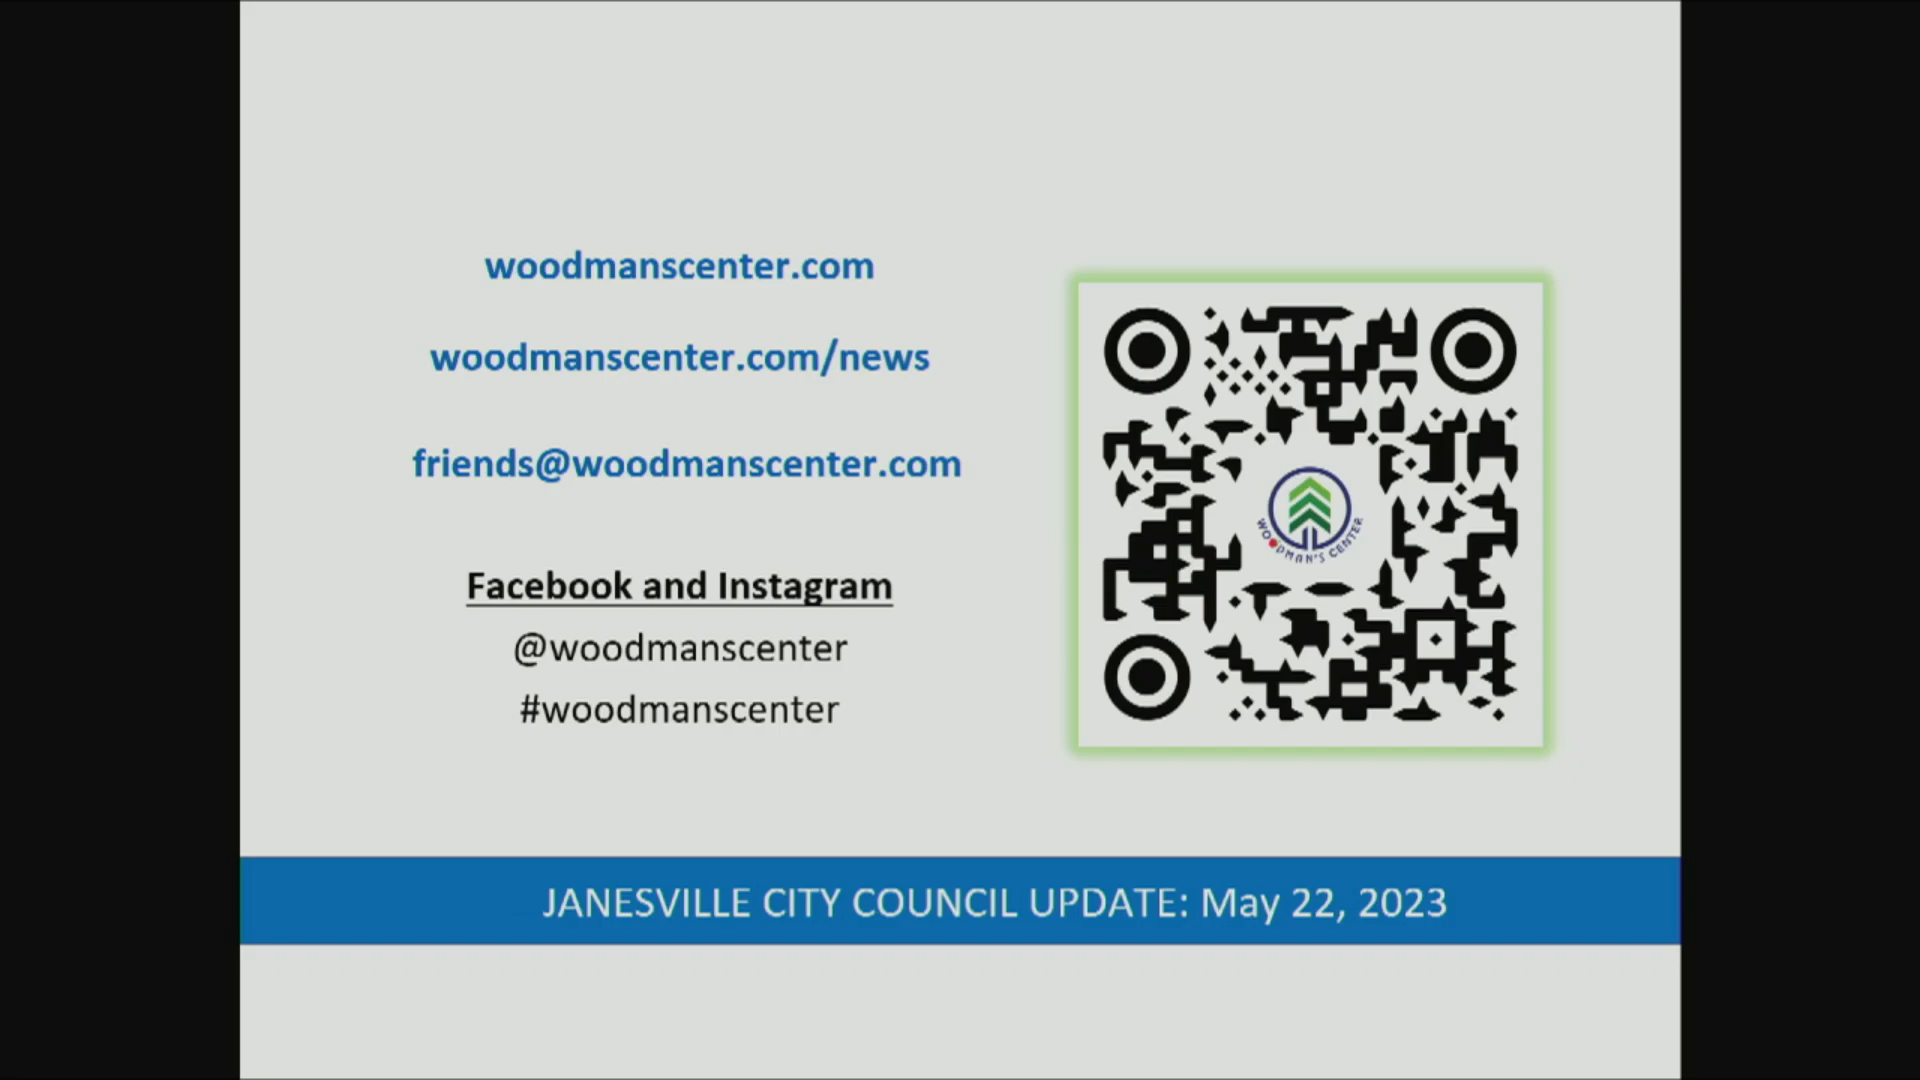 woodmanscenter.com
woodmanscenter.com/news
friends@woodmanscenter.com
Facebook and Instagram
@woodmanscenter
#woodmanscenter
WOODMAN'S CENTER
JANESVILLE CITY COUNCIL UPDATE: May 22, 2023